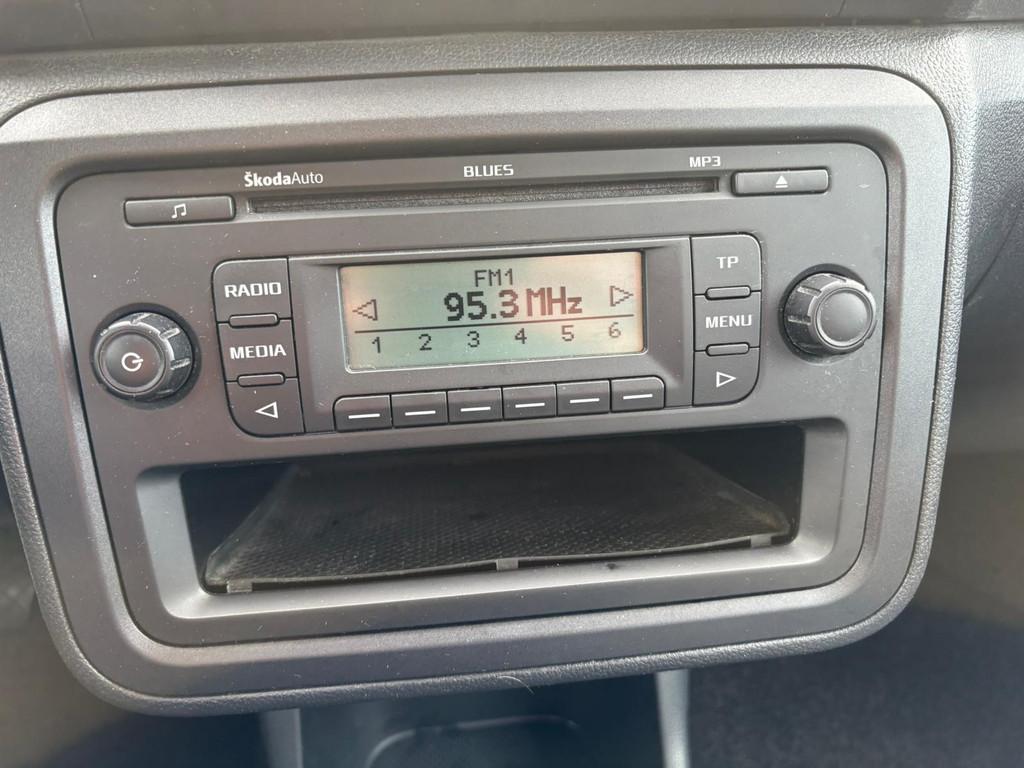 ŠkodaAuto
BLUES
MP3
RADIO
MEDIA
FM1
95.3 MHz
1 2 3 4 5 6
TP
MENU